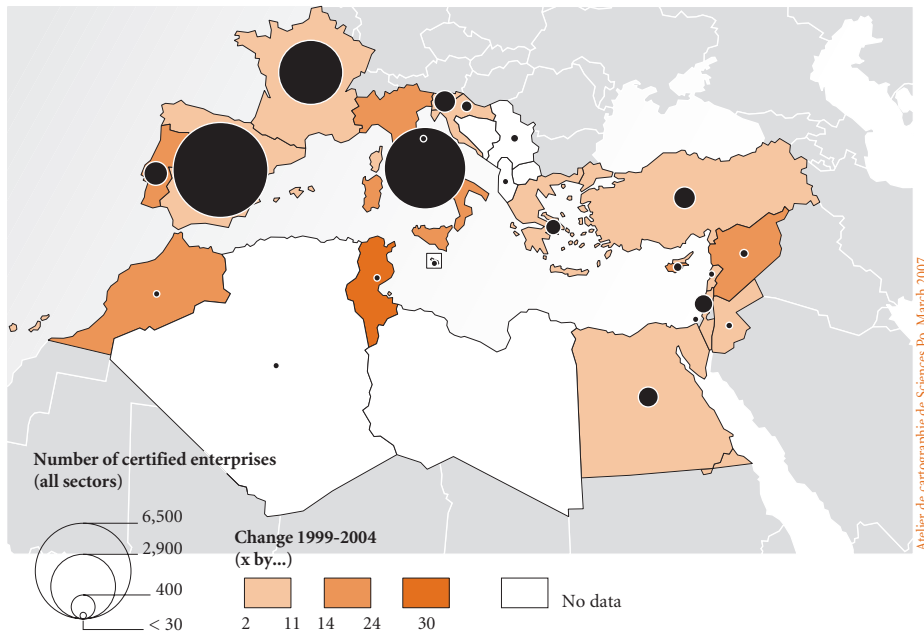 Atelier de cartographie de Sciences Po, March 2007
Number of certified enterprises
(all sectors)
6,500
2,900
400
< 30
Change 1999-2004
(x by...)
2 11 14 24 30
No data